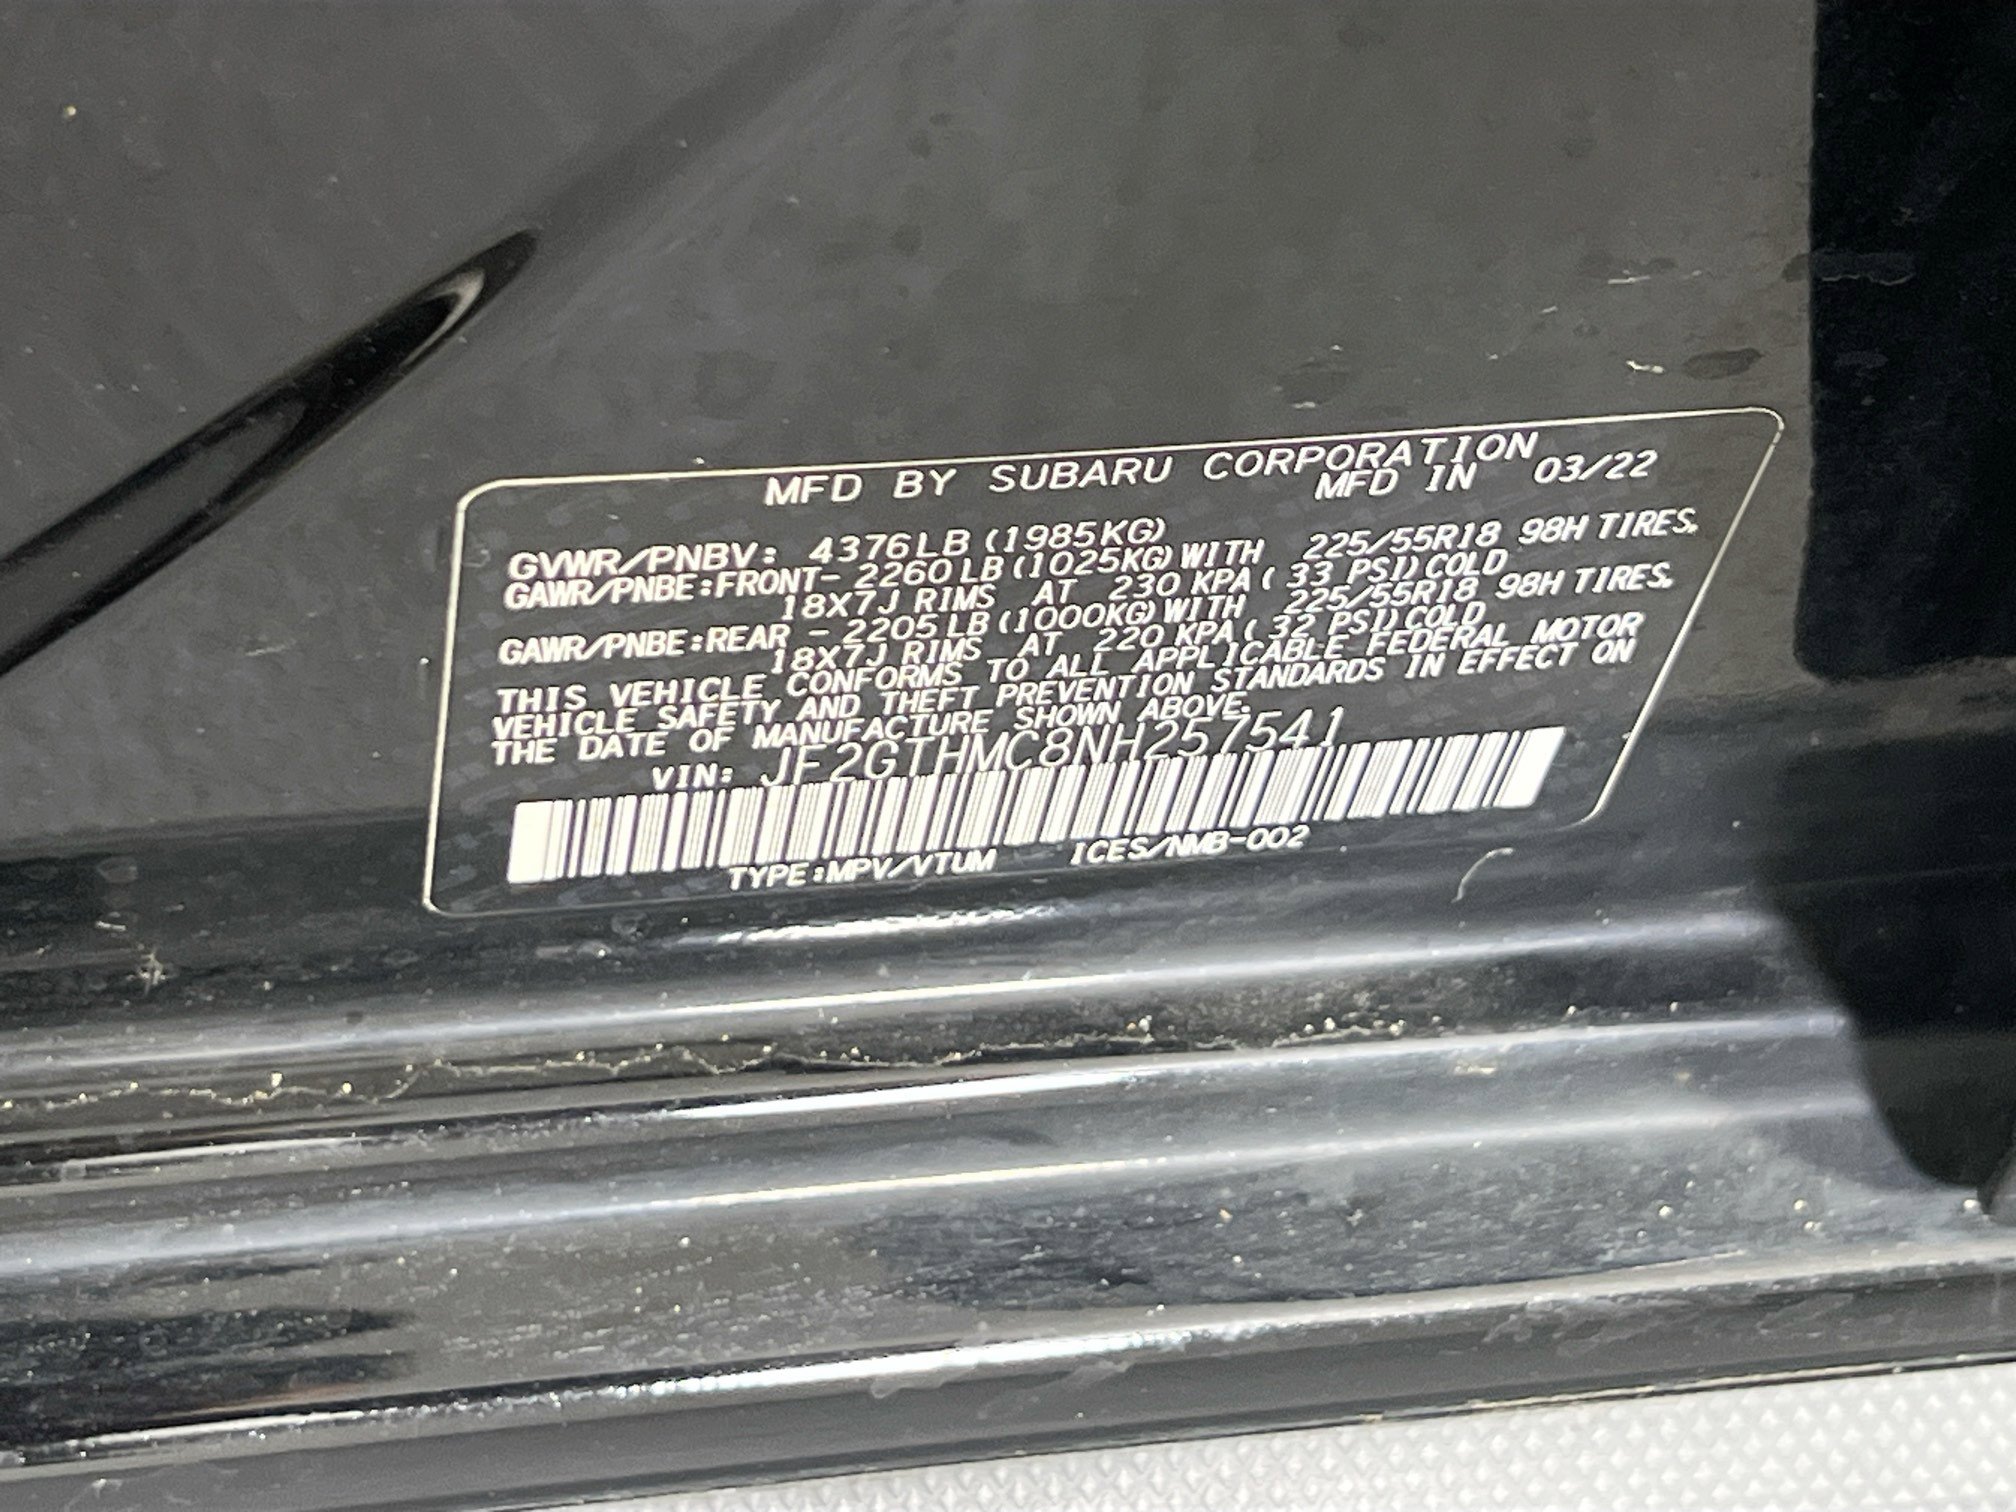 MFD BY SUBARU CORPORATION
MFD IN 03/22
GVWR/PNBV: 4376LB (1985KG)
GAWR/PNBE:FRONT- 2260LB (1025KG) WITH 225/55R18 98H TIRES,
18X7J RIMS AT 230 KPA ( 33 PSI) COLD
GAWR/PNBE:REAR - 2205LB (1000KG) WITH 225/55R18 98H TIRES,
18X7J RIMS AT 220 KPA ( 32 PSI) COLD
THIS VEHICLE CONFORMS TO ALL APPLICABLE FEDERAL MOTOR
VEHICLE SAFETY AND THEFT PREVENTION STANDARDS IN EFFECT ON
THE DATE OF MANUFACTURE SHOWN ABOVE.
VIN: JF2GTHMC8NH257541
TYPE:MPV/VTUM ICES/NMB-002